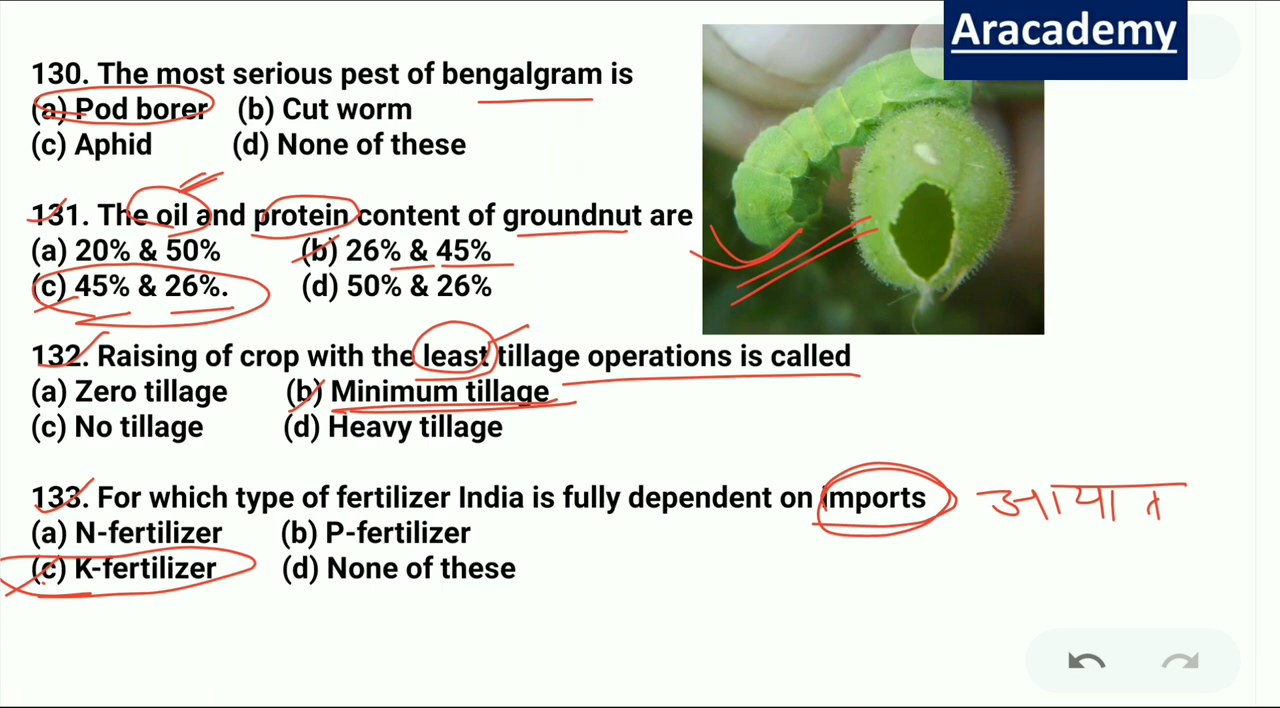 Aracademy
130. The most serious pest of bengalgram is
(a) Pod borer (b) Cut worm
(c) Aphid (d) None of these
131. The oil and protein content of groundnut are
(a) 20% & 50% (b) 26% & 45%
(c) 45% & 26%. (d) 50% & 26%
132. Raising of crop with the least tillage operations is called
(a) Zero tillage (b) Minimum tillage
(c) No tillage (d) Heavy tillage
133. For which type of fertilizer India is fully dependent on imports आयात
(a) N-fertilizer (b) P-fertilizer
(c) K-fertilizer (d) None of these